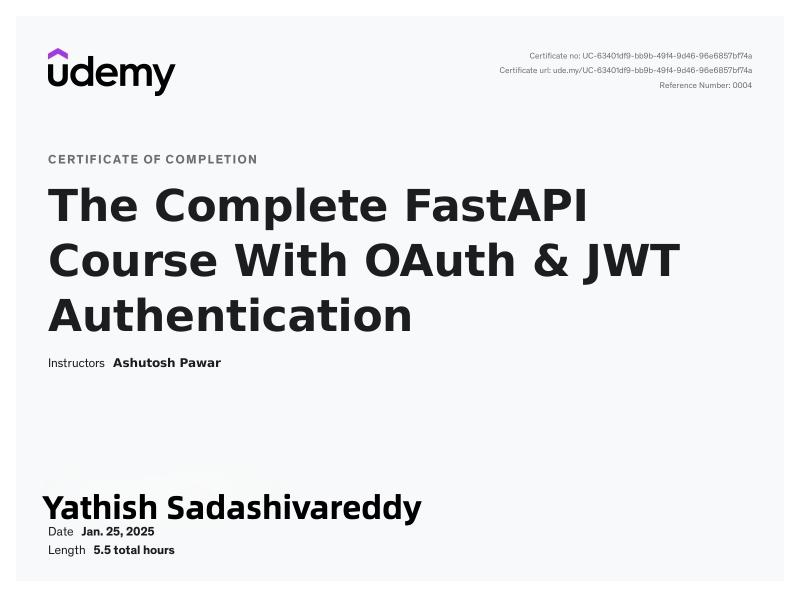 udemy
Certificate no: UC-63401df9-bb9b-49f4-9d46-96e6857bf74a
Certificate url: ude.my/UC-63401df9-bb9b-49f4-9d46-96e6857bf74a
Reference Number: 0004
CERTIFICATE OF COMPLETION
The Complete FastAPI
Course With OAuth & JWT
Authentication
Instructors Ashutosh Pawar
Yathish Sadashivareddy
Date Jan. 25, 2025
Length 5.5 total hours